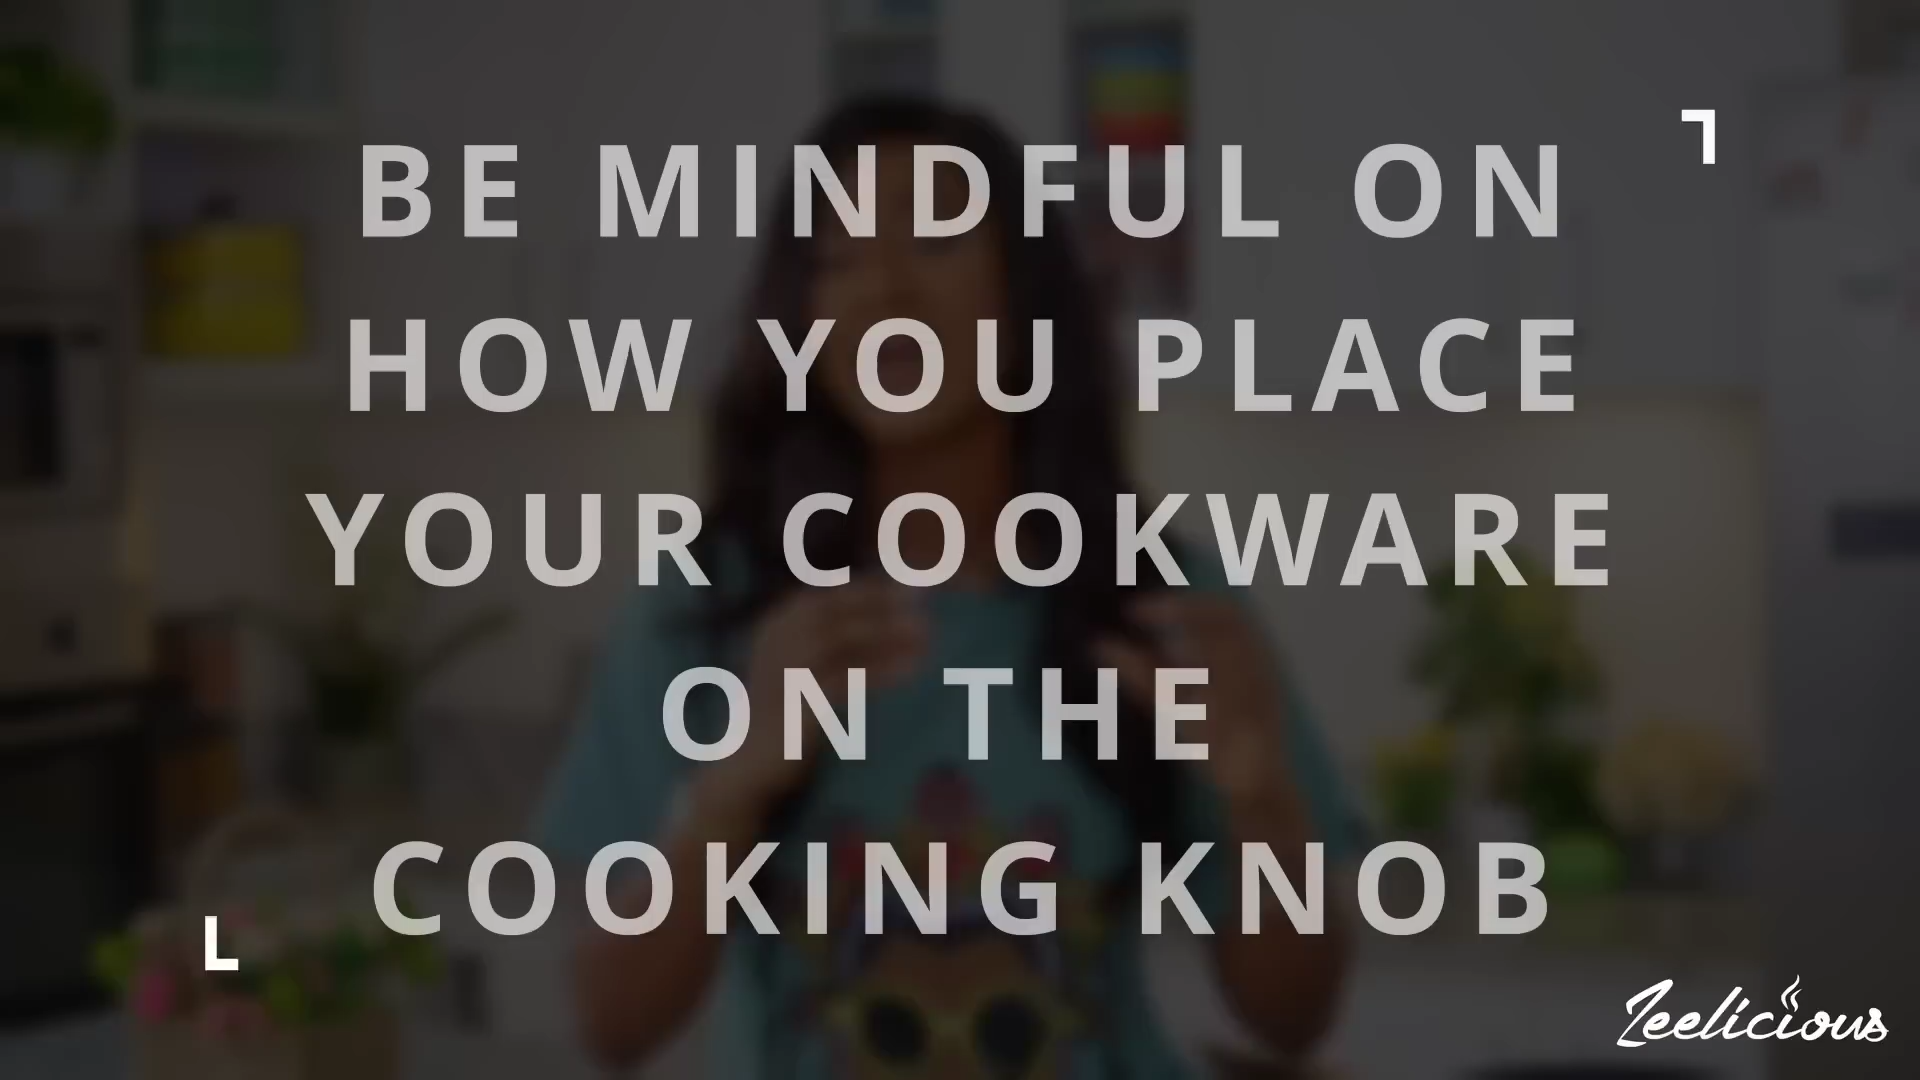 BE MINDFUL ON
HOW YOU PLACE
YOUR COOKWARE
ON THE
COOKING KNOB
Zeelicious